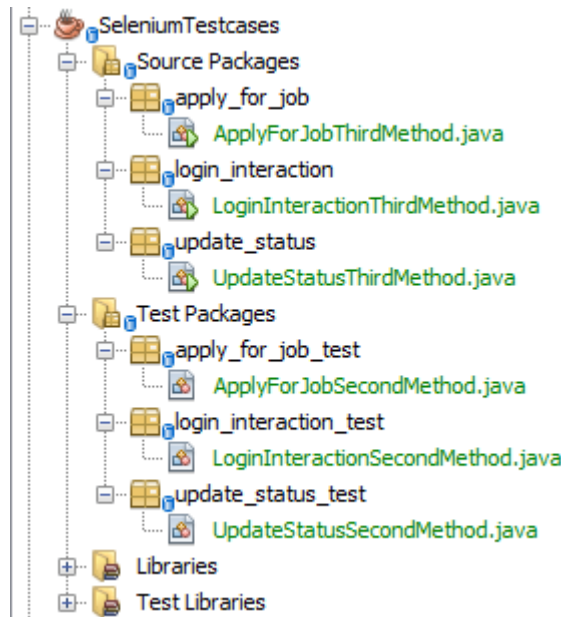 SeleniumTestcases
Source Packages
apply_for_job
ApplyForJobThirdMethod.java
login_interaction
LoginInteractionThirdMethod.java
update_status
UpdateStatusThirdMethod.java
Test Packages
apply_for_job_test
ApplyForJobSecondMethod.java
login_interaction_test
LoginInteractionSecondMethod.java
update_status_test
UpdateStatusSecondMethod.java
Libraries
Test Libraries